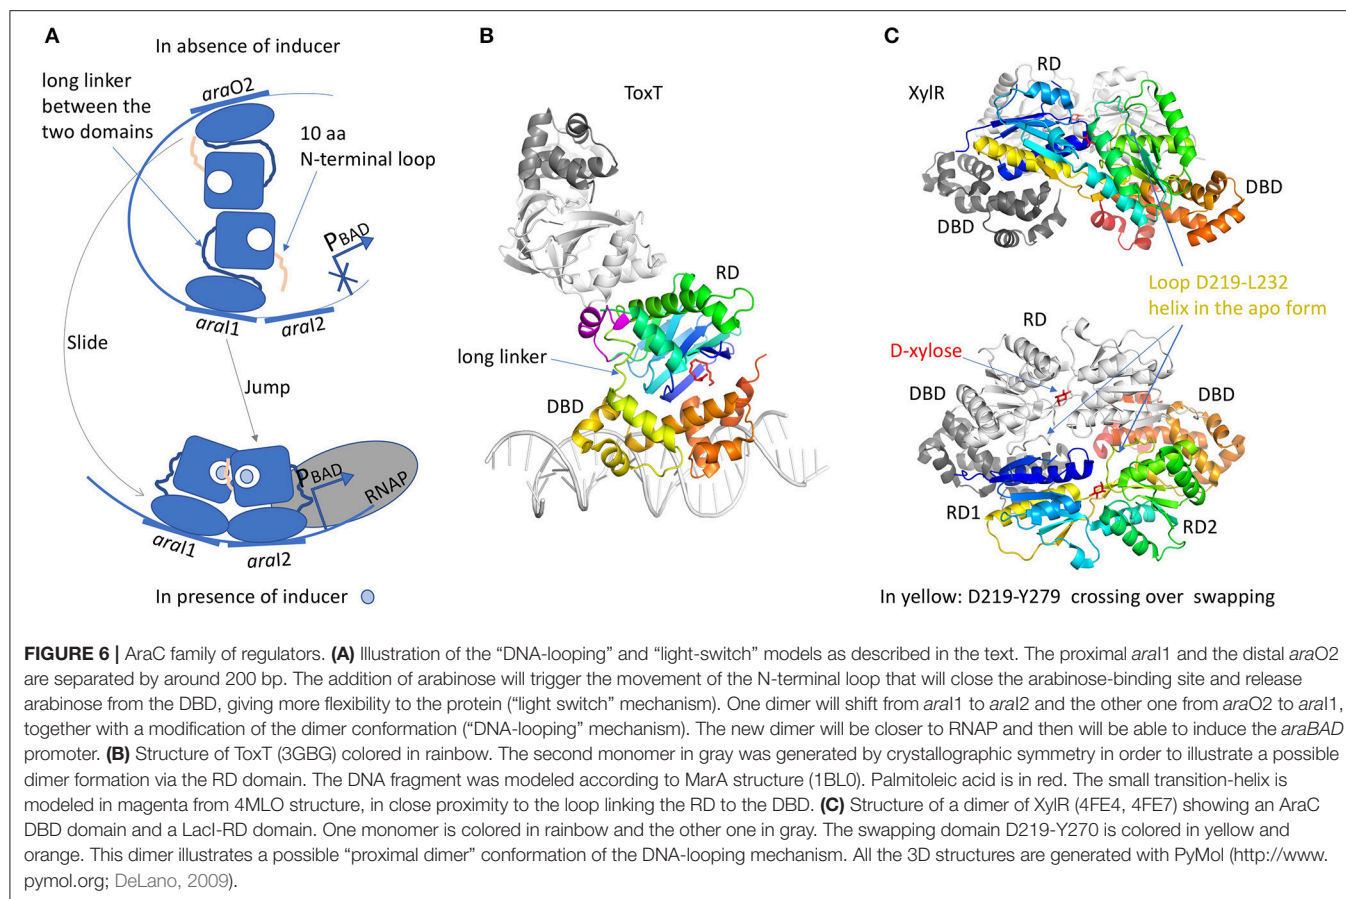 A
In absence of inducer
long linker
between the
two domains
araO2
10 aa
N-terminal loop
PBAD
araI1
araI2
Slide
Jump
PBAD
RNAP
araI1
araI2
In presence of inducer
B
ToxT
RD
long linker
DBD
C
XylR
RD
DBD
DBD
Loop D219-L232
helix in the apo form
RD
D-xylose
DBD
DBD
RD1
RD2
In yellow: D219-Y279 crossing over swapping
FIGURE 6 | AraC family of regulators. (A) Illustration of the “DNA-looping” and “light-switch” models as described in the text. The proximal araI1 and the distal araO2
are separated by around 200 bp. The addition of arabinose will trigger the movement of the N-terminal loop that will close the arabinose-binding site and release
arabinose from the DBD, giving more flexibility to the protein (“light switch” mechanism). One dimer will shift from araI1 to araI2 and the other one from araO2 to araI1,
together with a modification of the dimer conformation (“DNA-looping” mechanism). The new dimer will be closer to RNAP and then will be able to induce the araBAD
promoter. (B) Structure of ToxT (3GBG) colored in rainbow. The second monomer in gray was generated by crystallographic symmetry in order to illustrate a possible
dimer formation via the RD domain. The DNA fragment was modeled according to MarA structure (1BL0). Palmitoleic acid is in red. The small transition-helix is
modeled in magenta from 4MLO structure, in close proximity to the loop linking the RD to the DBD. (C) Structure of a dimer of XylR (4FE4, 4FE7) showing an AraC
DBD domain and a LacI-RD domain. One monomer is colored in rainbow and the other one in gray. The swapping domain D219-Y270 is colored in yellow and
orange. This dimer illustrates a possible “proximal dimer” conformation of the DNA-looping mechanism. All the 3D structures are generated with PyMol (http://www.
pymol.org; DeLano, 2009).